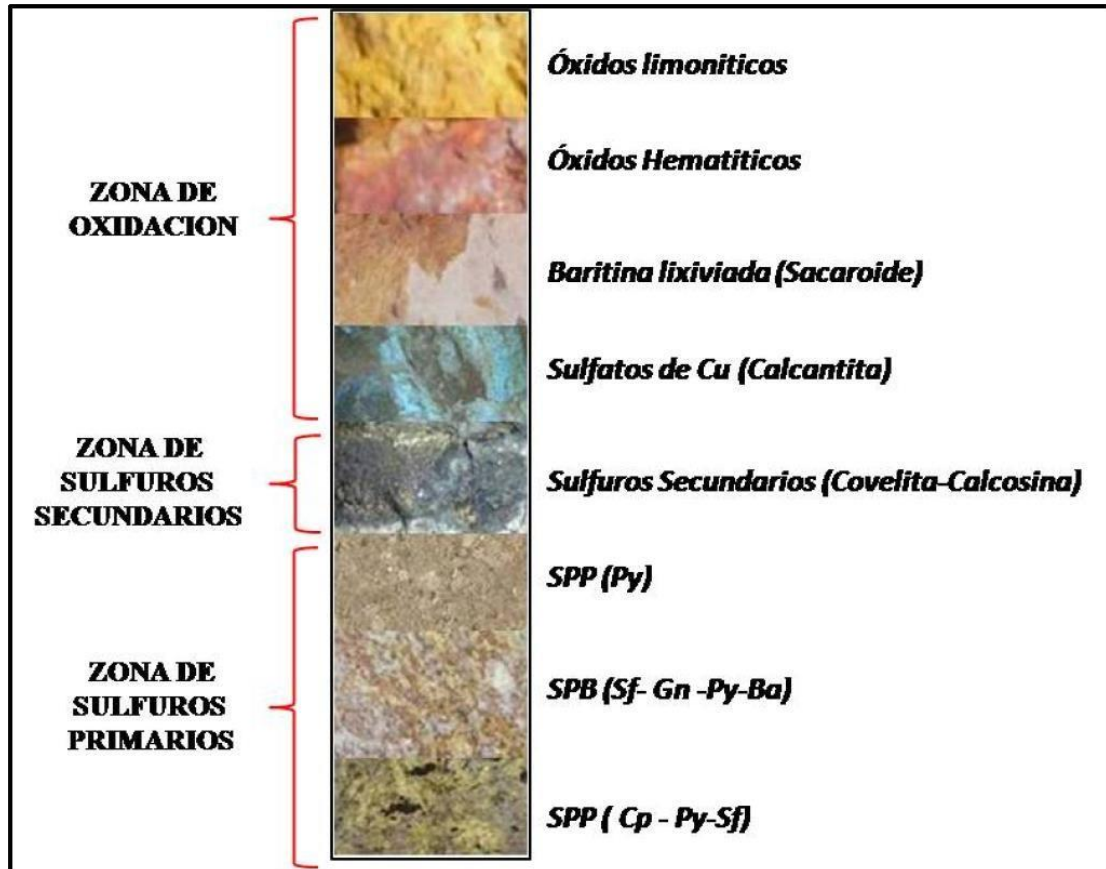 Óxidos limoniticos
Óxidos Hematiticos
ZONA DE
OXIDACION
Baritina lixiviada (Sacaroide)
Sulfatos de Cu (Calcantita)
ZONA DE
SULFUROS
SECUNDARIOS
Sulfuros Secundarios (Covelita-Calcosina)
SPP (Py)
ZONA DE
SULFUROS
PRIMARIOS
SPB (Sf- Gn -Py-Ba)
SPP ( Cp - Py-Sf)